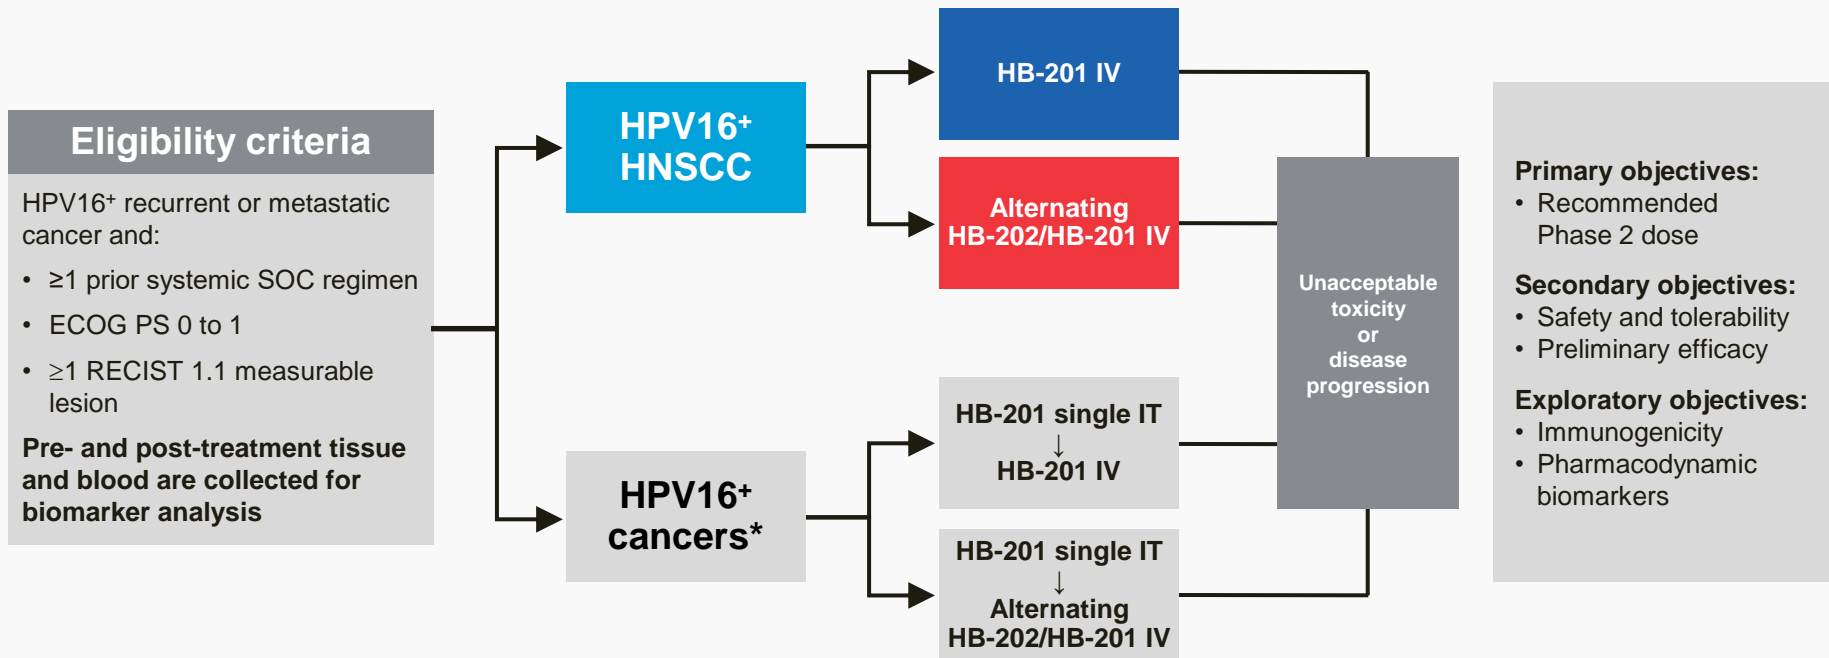 Eligibility criteria
HPV16⁺ recurrent or metastatic
cancer and:
• ≥1 prior systemic SOC regimen
• ECOG PS 0 to 1
• ≥1 RECIST 1.1 measurable
lesion
Pre- and post-treatment tissue
and blood are collected for
biomarker analysis
HPV16⁺
HNSCC
HPV16⁺
cancers*
HB-201 IV
Alternating
HB-202/HB-201 IV
HB-201 single IT
↓
HB-201 IV
HB-201 single IT
↓
Alternating
HB-202/HB-201 IV
Unacceptable
toxicity
or
disease
progression
Primary objectives:
• Recommended
Phase 2 dose
Secondary objectives:
• Safety and tolerability
• Preliminary efficacy
Exploratory objectives:
• Immunogenicity
• Pharmacodynamic
biomarkers